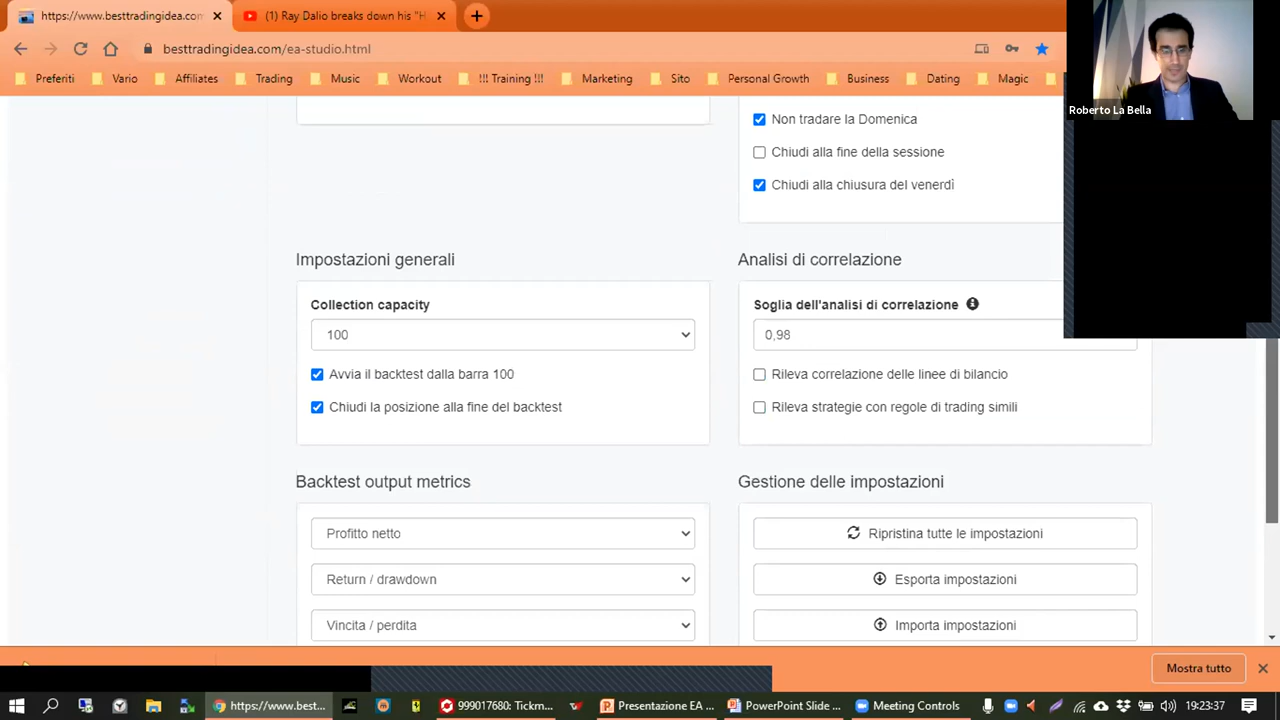 https://www.besttradingidea.com
(1) Ray Dalio breaks down his "H
besttradingidea.com/ea-studio.html
Preferiti
Vario
Affiliates
Trading
Music
Workout
!!! Training !!!
Marketing
Sito
Personal Growth
Business
Dating
Magic
Roberto La Bella
Non tradare la Domenica
Chiudi alla fine della sessione
Chiudi alla chiusura del venerdì
Impostazioni generali
Collection capacity
100
Avvia il backtest dalla barra 100
Chiudi la posizione alla fine del backtest
Analisi di correlazione
Soglia dell'analisi di correlazione
0,98
Rileva correlazione delle linee di bilancio
Rileva strategie con regole di trading simili
Backtest output metrics
Profitto netto
Return / drawdown
Vincita / perdita
Gestione delle impostazioni
Ripristina tutte le impostazioni
Esporta impostazioni
Importa impostazioni
Mostra tutto
https://www.best...
999017680: Tickm...
Presentazione EA ...
PowerPoint Slide ...
Meeting Controls
19:23:37